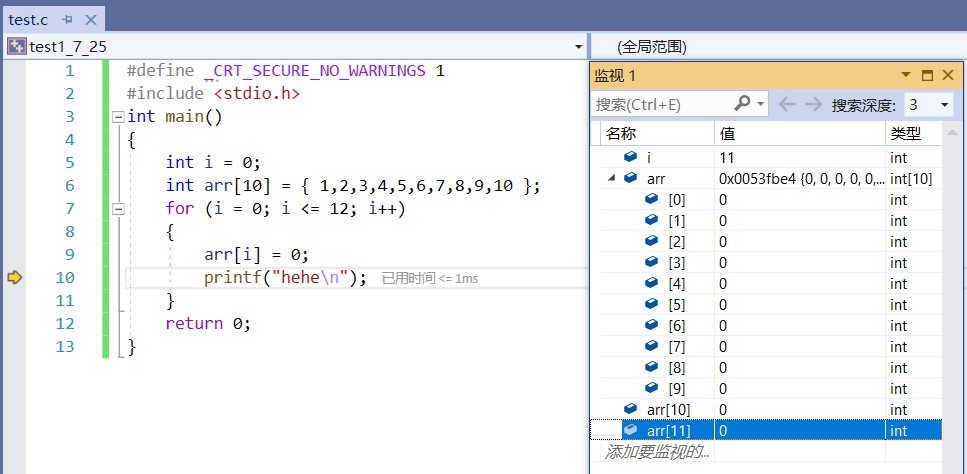 test.c
test1_7_25
(全局范围)
1 #define _CRT_SECURE_NO_WARNINGS 1
2 #include <stdio.h>
3 int main()
4 {
5 int i = 0;
6 int arr[10] = { 1,2,3,4,5,6,7,8,9,10 };
7 for (i = 0; i <= 12; i++)
8 {
9 arr[i] = 0;
10 printf("hehe\n"); 已用时间 <= 1ms
11 }
12 return 0;
13 }
监视 1
搜索(Ctrl+E) 搜索深度: 3
名称 值 类型
i 11 int
arr 0x0053fbe4 {0, 0, 0, 0, 0,... int[10]
[0] 0 int
[1] 0 int
[2] 0 int
[3] 0 int
[4] 0 int
[5] 0 int
[6] 0 int
[7] 0 int
[8] 0 int
[9] 0 int
arr[10] 0 int
arr[11] 0 int
添加要监视的...